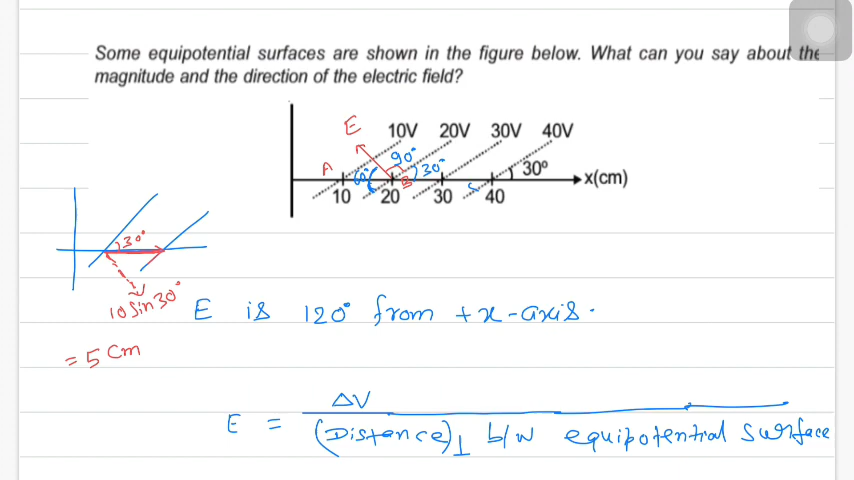 Some equipotential surfaces are shown in the figure below. What can you say about the
magnitude and the direction of the electric field?
E 10V 20V 30V 40V
90°
A 60° B 30° 30° x(cm)
10 20 30 40
30°
10 sin 30°
E is 120° from +x-axis.
= 5 cm
ΔV
E =
(Distance)⊥ b/w equipotential surface